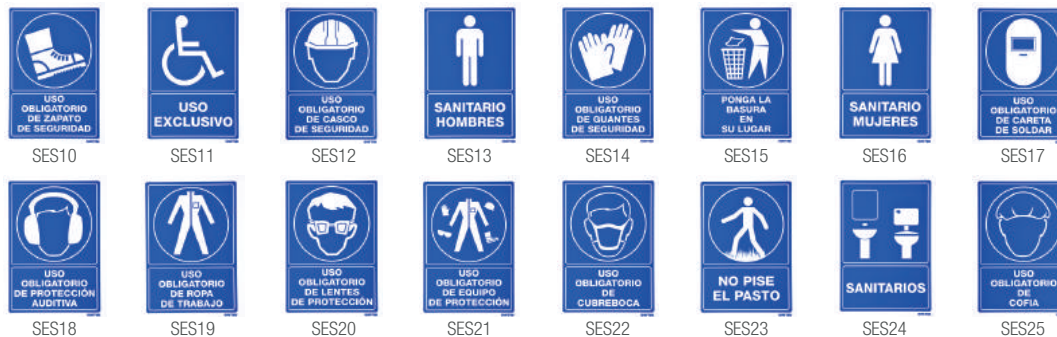 USO
OBLIGATORIO
DE ZAPATO
DE SEGURIDAD
SES10
USO
EXCLUSIVO
SES11
USO
OBLIGATORIO
DE CASCO
DE SEGURIDAD
SES12
SANITARIO
HOMBRES
SES13
USO
OBLIGATORIO
DE GUANTES
DE SEGURIDAD
SES14
PONGA LA
BASURA
EN
SU LUGAR
SES15
SANITARIO
MUJERES
SES16
USO
OBLIGATORIO
DE CARETA
DE SOLDAR
SES17
USO
OBLIGATORIO
DE PROTECCIÓN
AUDITIVA
SES18
USO
OBLIGATORIO
DE ROPA
DE TRABAJO
SES19
USO
OBLIGATORIO
DE LENTES
DE PROTECCIÓN
SES20
USO
OBLIGATORIO
DE EQUIPO
DE PROTECCIÓN
SES21
USO
OBLIGATORIO
DE
CUBREBOCA
SES22
NO PISE
EL PASTO
SES23
SANITARIOS
SES24
USO
OBLIGATORIO
DE
COFIA
SES25